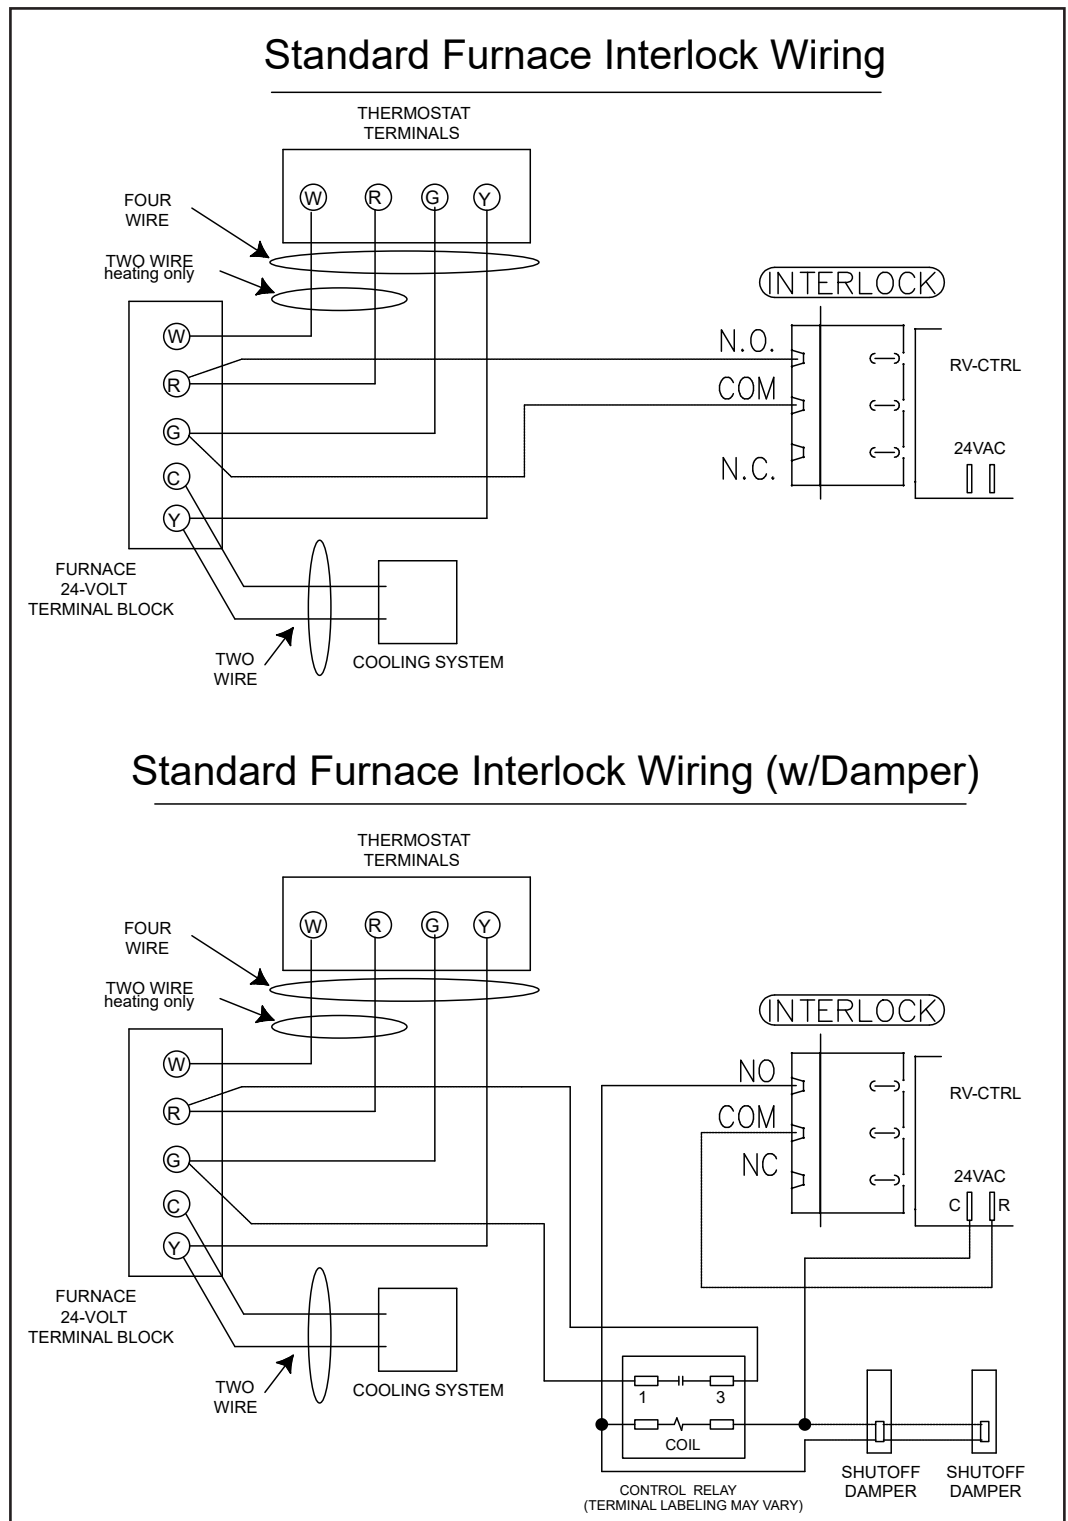 Standard Furnace Interlock Wiring
THERMOSTAT
TERMINALS
W R G Y
FOUR
WIRE
TWO WIRE
heating only
INTERLOCK
W
N.O.
R
RV-CTRL
COM
G
24VAC
N.C.
C
Y
FURNACE
24-VOLT
TERMINAL BLOCK
TWO
WIRE
COOLING SYSTEM
Standard Furnace Interlock Wiring (w/Damper)
THERMOSTAT
TERMINALS
W R G Y
FOUR
WIRE
TWO WIRE
heating only
INTERLOCK
W
NO
R
RV-CTRL
COM
G
NC
24VAC
C
C R
Y
FURNACE
24-VOLT
TERMINAL BLOCK
TWO
WIRE
COOLING SYSTEM
1 3
COIL
CONTROL RELAY
(TERMINAL LABELING MAY VARY)
SHUTOFF
DAMPER
SHUTOFF
DAMPER